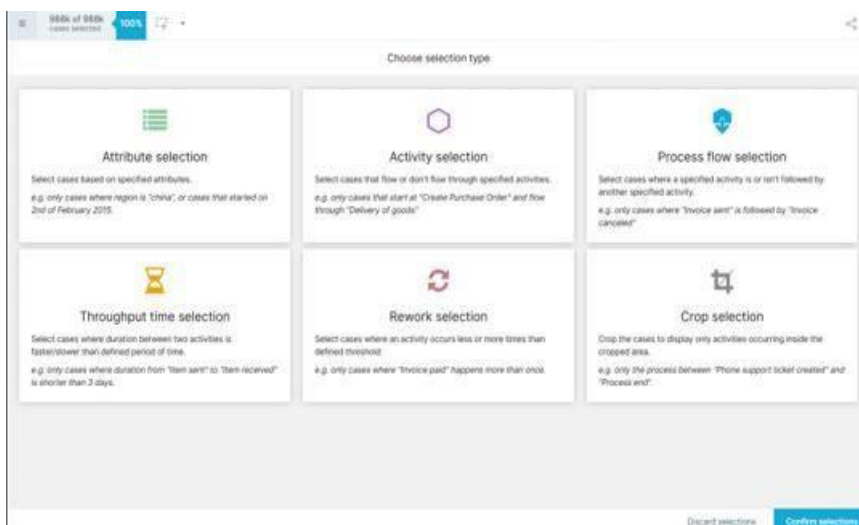 988k of 988k
cases selected
100%
Choose selection type
Attribute selection
Select cases based on specified attributes.
e.g. only cases where region is "china", or cases that started on
2nd of February 2015.
Activity selection
Select cases that flow or don't flow through specified activities.
e.g. only cases that start at "Create Purchase Order" and flow
through "Delivery of goods"
Process flow selection
Select cases where a specified activity is or isn't followed by
another specified activity.
e.g. only cases where "Invoice sent" is followed by "Invoice
canceled"
Throughput time selection
Select cases where duration between two activities is
faster/slower than defined period of time.
e.g. only cases where duration from "Item sent" to "Item received"
is shorter than 3 days.
Rework selection
Select cases where an activity occurs less or more times than
defined threshold
e.g. only cases where "Invoice paid" happens more than once.
Crop selection
Crop the cases to display only activities occurring inside the
cropped area.
e.g. only the process between "Phone support ticket created" and
"Process end".
Discard selections
Confirm selections